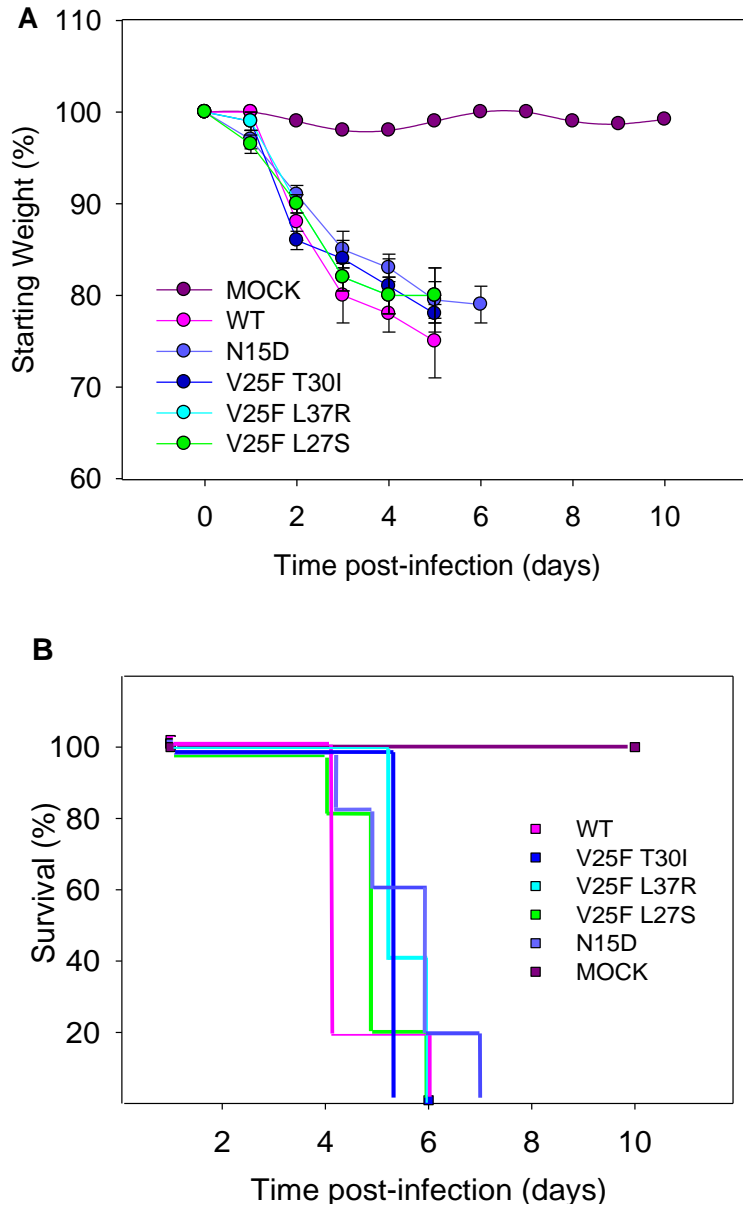 A
110
100
90
80
70
60
Starting Weight (%)
MOCK
WT
N15D
V25F T30I
V25F L37R
V25F L27S
0 2 4 6 8 10
Time post-infection (days)
B
100
80
60
40
20
Survival (%)
WT
V25F T30I
V25F L37R
V25F L27S
N15D
MOCK
2 4 6 8 10
Time post-infection (days)